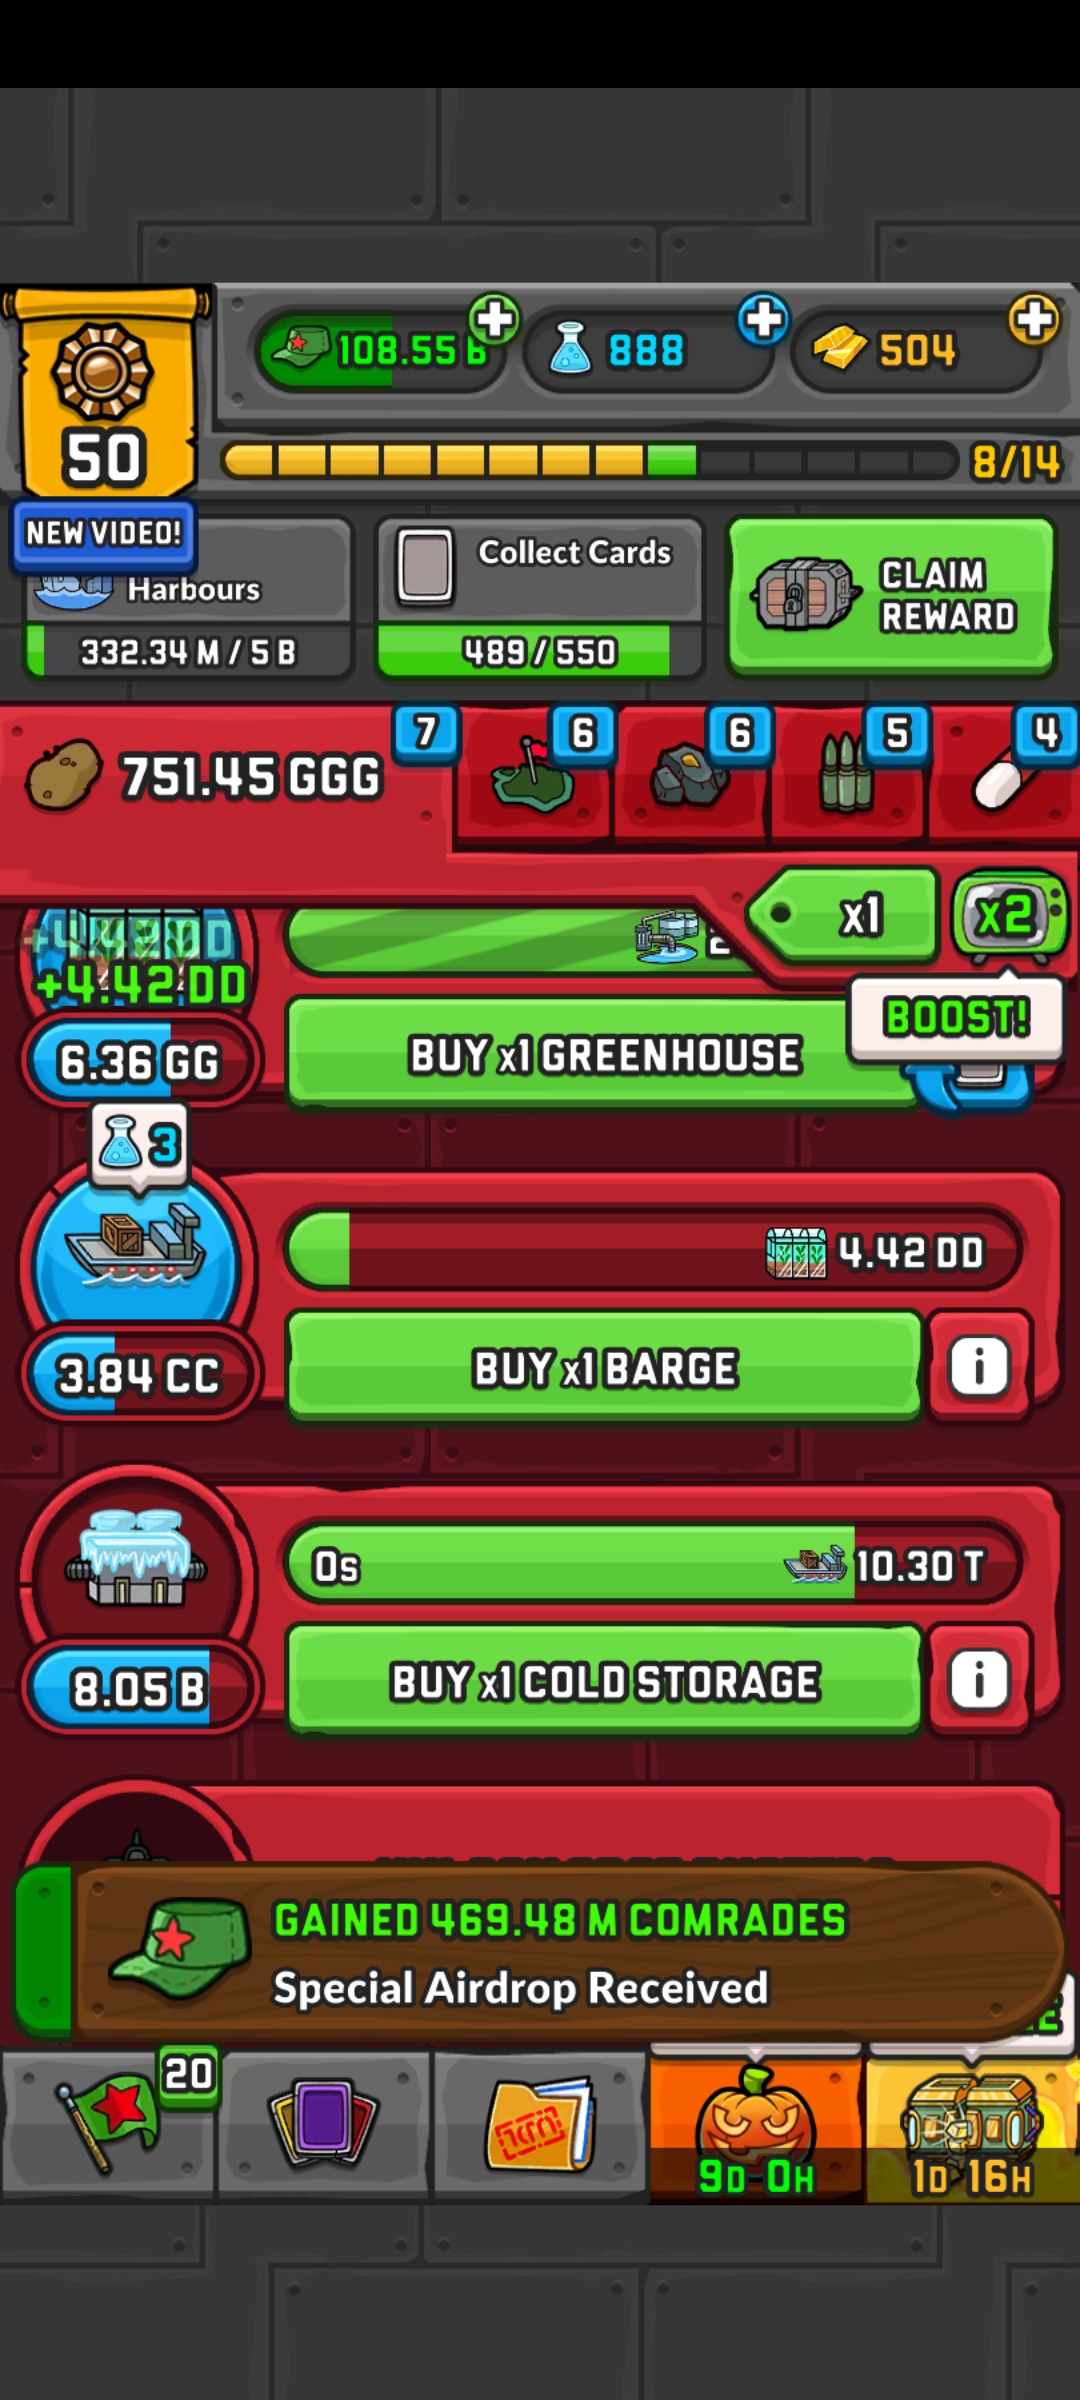 108.55 B
888
504
50
8/14
NEW VIDEO!
Harbours
332.34 M / 5 B
Collect Cards
489 / 550
CLAIM
REWARD
751.45 GGG
7
6
6
5
4
x1
x2
BOOST!
+4.42 DD
+4.42 DD
6.36 GG
BUY x1 GREENHOUSE
3
4.42 DD
3.84 CC
BUY x1 BARGE
i
0s
10.30 T
8.05 B
BUY x1 COLD STORAGE
i
GAINED 469.48 M COMRADES
Special Airdrop Received
20
9D 0H
1D 16H